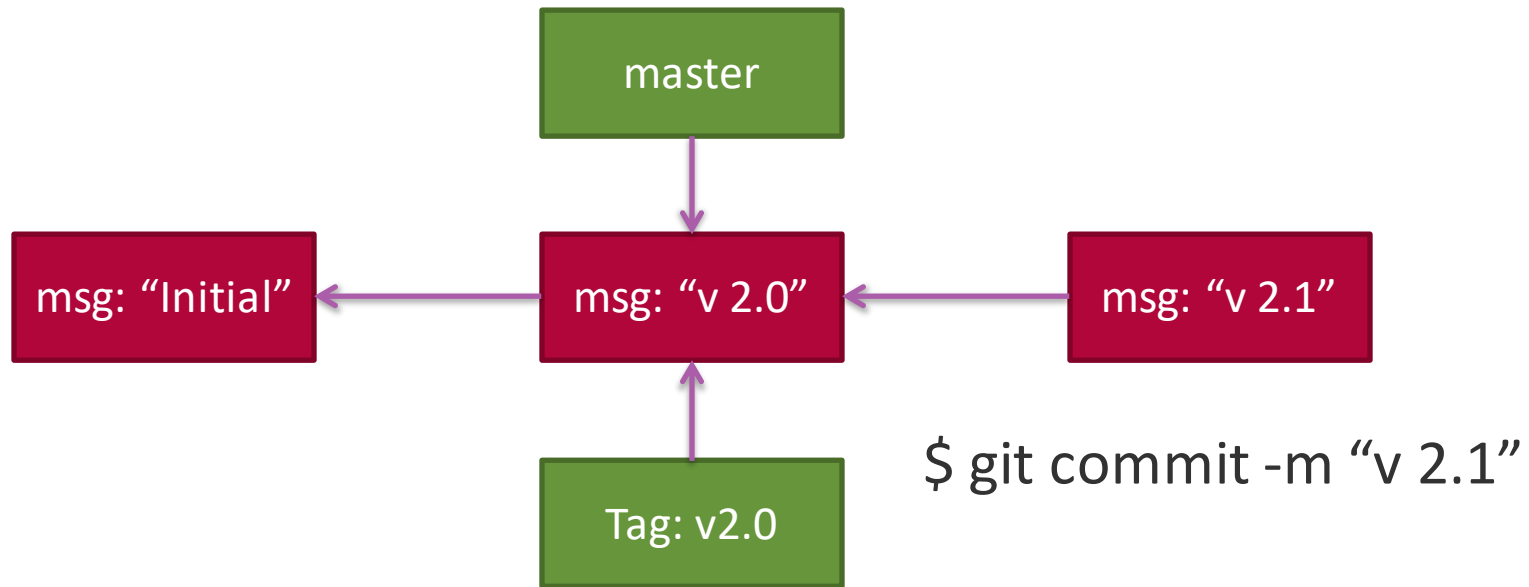 master
msg: “Initial”
msg: “v 2.0”
msg: “v 2.1”
$ git commit -m “v 2.1”
Tag: v2.0